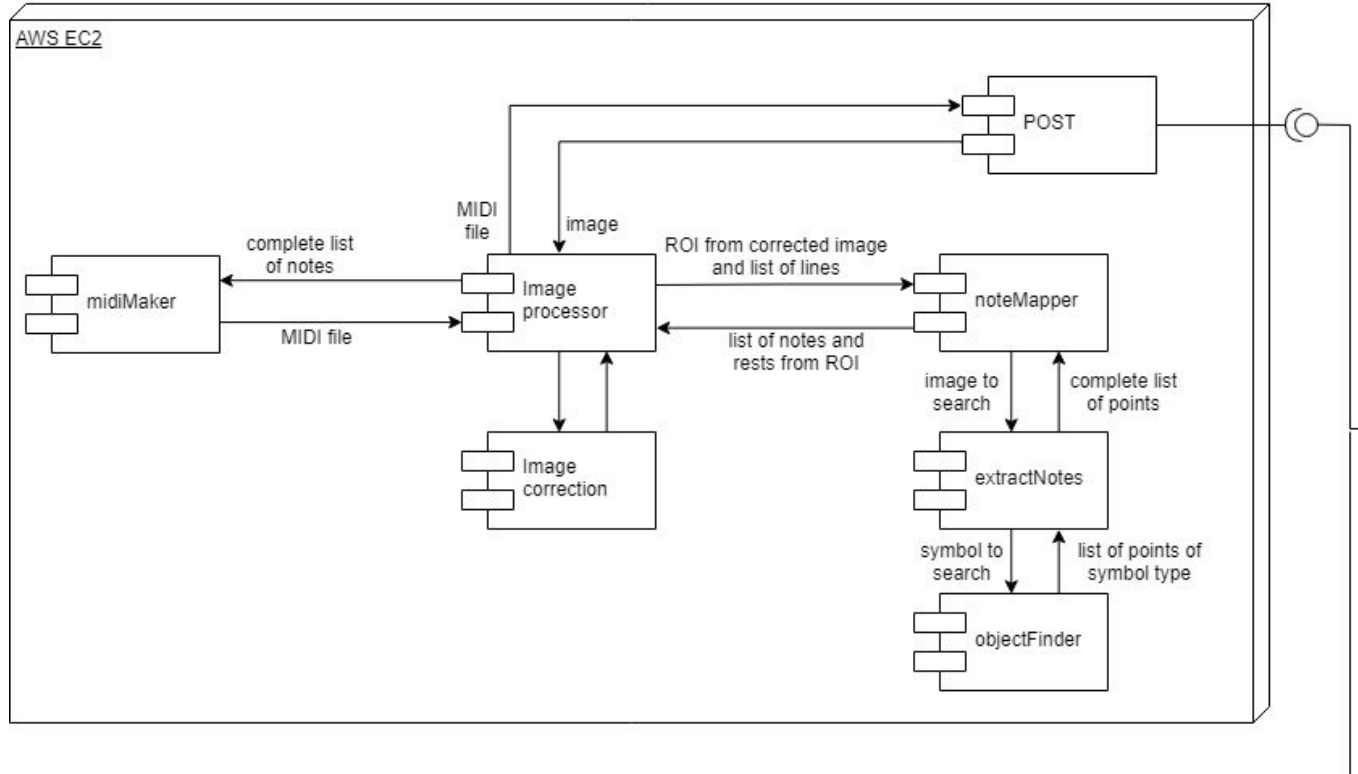 AWS EC2
POST
MIDI
file
image
complete list
of notes
ROI from corrected image
and list of lines
midiMaker
Image
processor
noteMapper
MIDI file
list of notes and
rests from ROI
image to
search
complete list
of points
Image
correction
extractNotes
symbol to
search
list of points of
symbol type
objectFinder